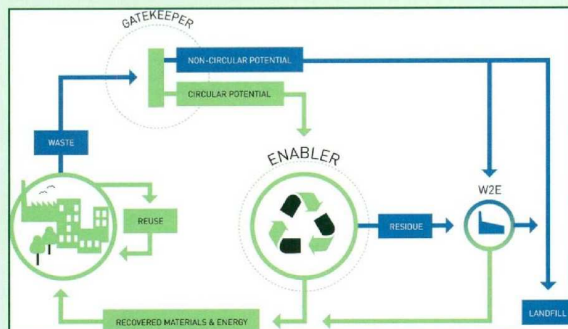 GATEKEEPER
NON-CIRCULAR POTENTIAL
CIRCULAR POTENTIAL
WASTE
ENABLER
W2E
REUSE
RESIDUE
RECOVERED MATERIALS & ENERGY
LANDFILL